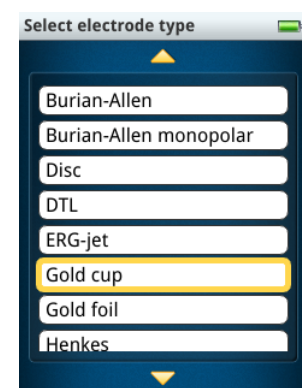 Select electrode type
Burian-Allen
Burian-Allen monopolar
Disc
DTL
ERG-jet
Gold cup
Gold foil
Henkes